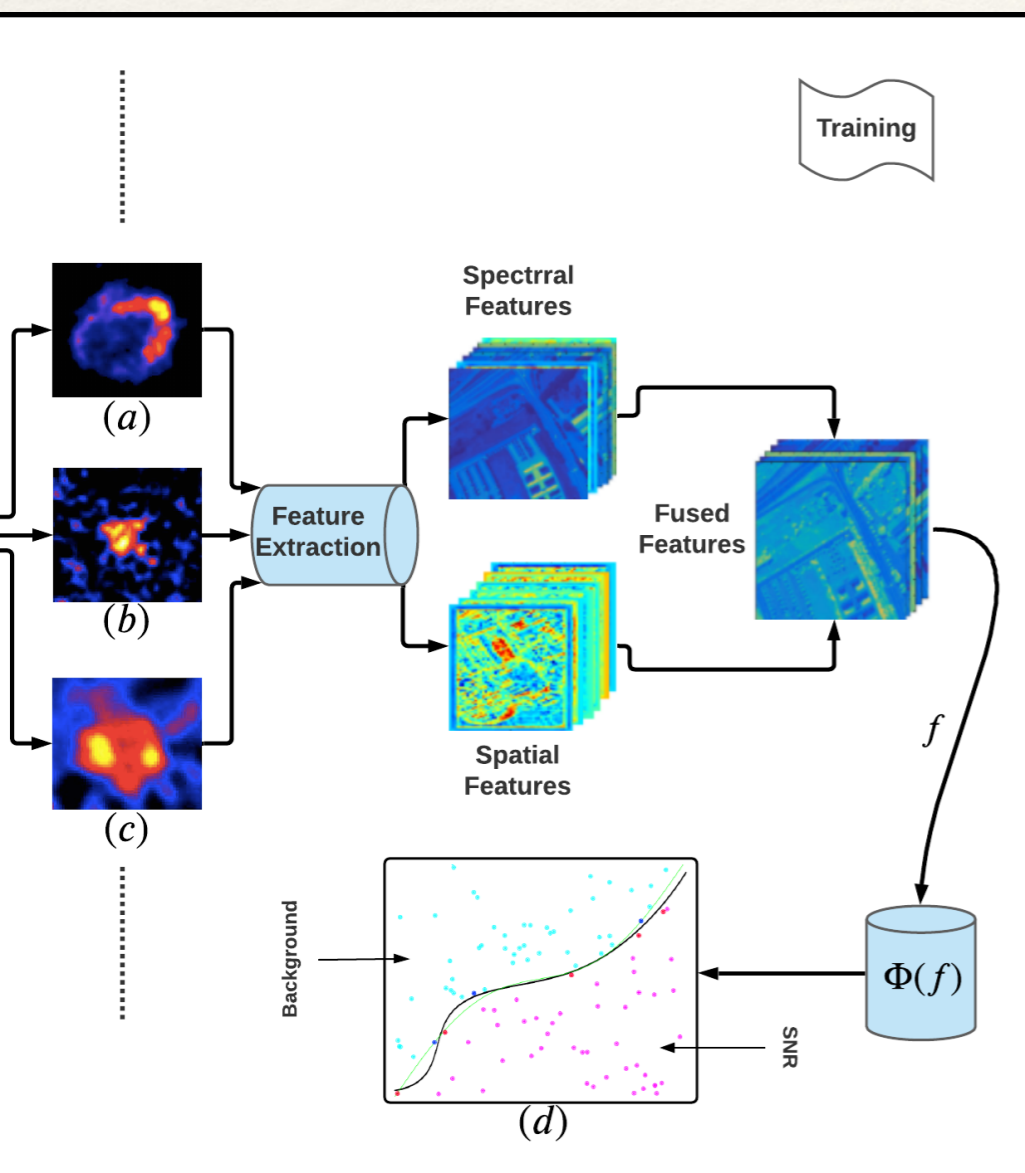 Training
Spectrral
Features
(a)
Feature
Extraction
Fused
Features
(b)
Spatial
Features
f
(c)
Background
Φ(f)
SNR
(d)